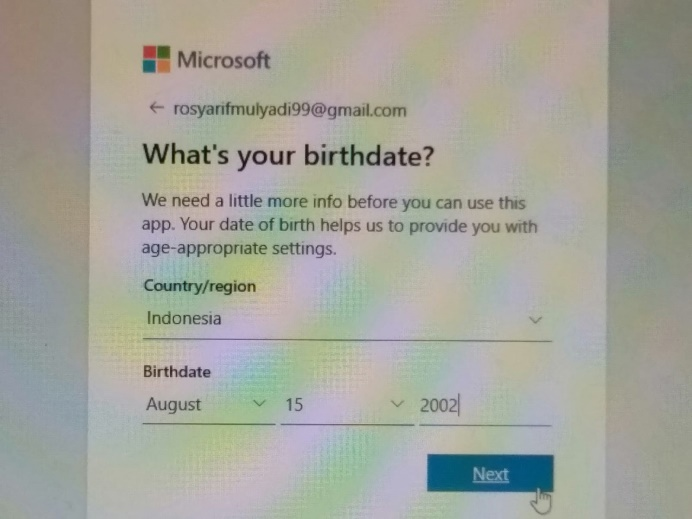 Microsoft
← rosyarifmulyadi99@gmail.com
What's your birthdate?
We need a little more info before you can use this
app. Your date of birth helps us to provide you with
age-appropriate settings.
Country/region
Indonesia
Birthdate
August 15 2002
Next